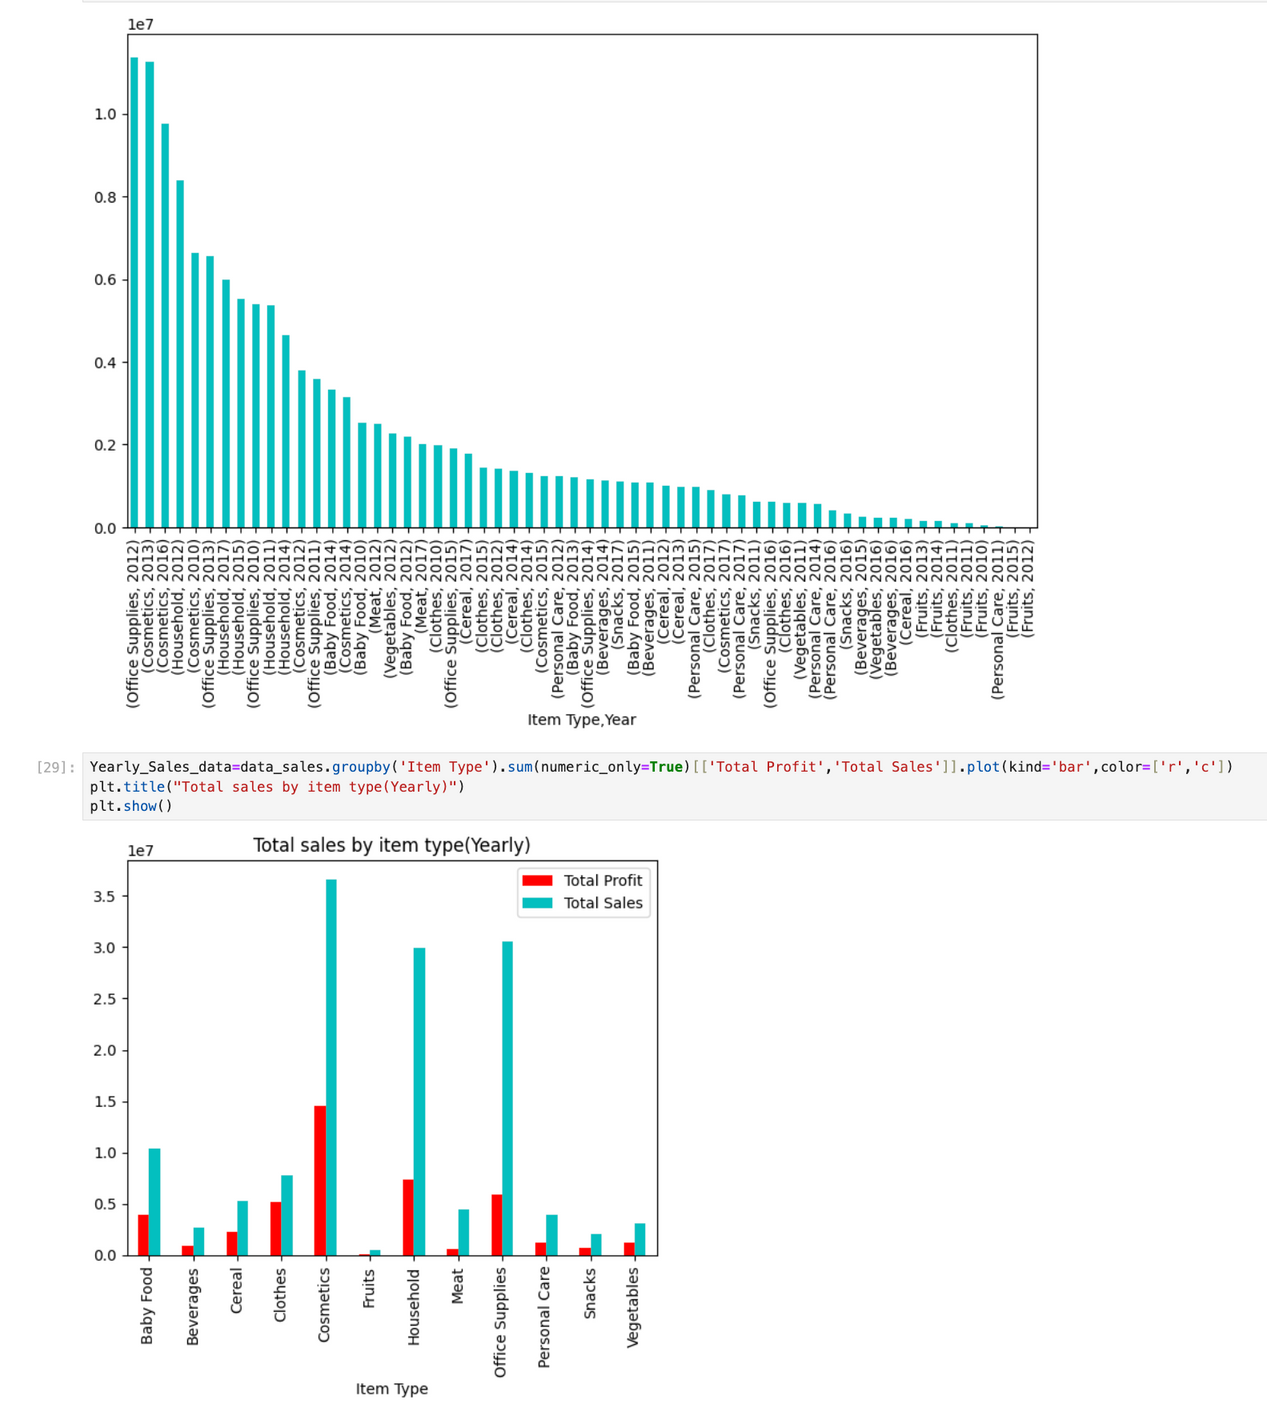 1e7
1.0
0.8
0.6
0.4
0.2
0.0
(Office Supplies, 2012)
(Cosmetics, 2013)
(Cosmetics, 2016)
(Household, 2012)
(Cosmetics, 2010)
(Office Supplies, 2013)
(Household, 2017)
(Household, 2015)
(Office Supplies, 2010)
(Household, 2011)
(Household, 2014)
(Cosmetics, 2012)
(Office Supplies, 2011)
(Baby Food, 2014)
(Cosmetics, 2014)
(Baby Food, 2010)
(Meat, 2012)
(Vegetables, 2012)
(Baby Food, 2012)
(Meat, 2017)
(Clothes, 2010)
(Office Supplies, 2015)
(Cereal, 2017)
(Clothes, 2015)
(Clothes, 2012)
(Cereal, 2014)
(Clothes, 2014)
(Cosmetics, 2015)
(Personal Care, 2012)
(Baby Food, 2013)
(Office Supplies, 2014)
(Beverages, 2014)
(Snacks, 2017)
(Baby Food, 2015)
(Beverages, 2011)
(Cereal, 2012)
(Cereal, 2013)
(Personal Care, 2015)
(Clothes, 2017)
(Cosmetics, 2017)
(Personal Care, 2017)
(Snacks, 2011)
(Office Supplies, 2016)
(Clothes, 2016)
(Vegetables, 2011)
(Personal Care, 2014)
(Personal Care, 2016)
(Snacks, 2016)
(Beverages, 2015)
(Vegetables, 2016)
(Beverages, 2016)
(Cereal, 2016)
(Fruits, 2013)
(Fruits, 2014)
(Clothes, 2011)
(Fruits, 2011)
(Fruits, 2010)
(Personal Care, 2011)
(Fruits, 2015)
(Fruits, 2012)
Item Type,Year
[29]: Yearly_Sales_data=data_sales.groupby('Item Type').sum(numeric_only=True)[['Total Profit','Total Sales']].plot(kind='bar',color=['r','c'])
plt.title("Total sales by item type(Yearly)")
plt.show()
Total sales by item type(Yearly)
1e7
Total Profit
Total Sales
3.5
3.0
2.5
2.0
1.5
1.0
0.5
0.0
Baby Food
Beverages
Cereal
Clothes
Cosmetics
Fruits
Household
Meat
Office Supplies
Personal Care
Snacks
Vegetables
Item Type